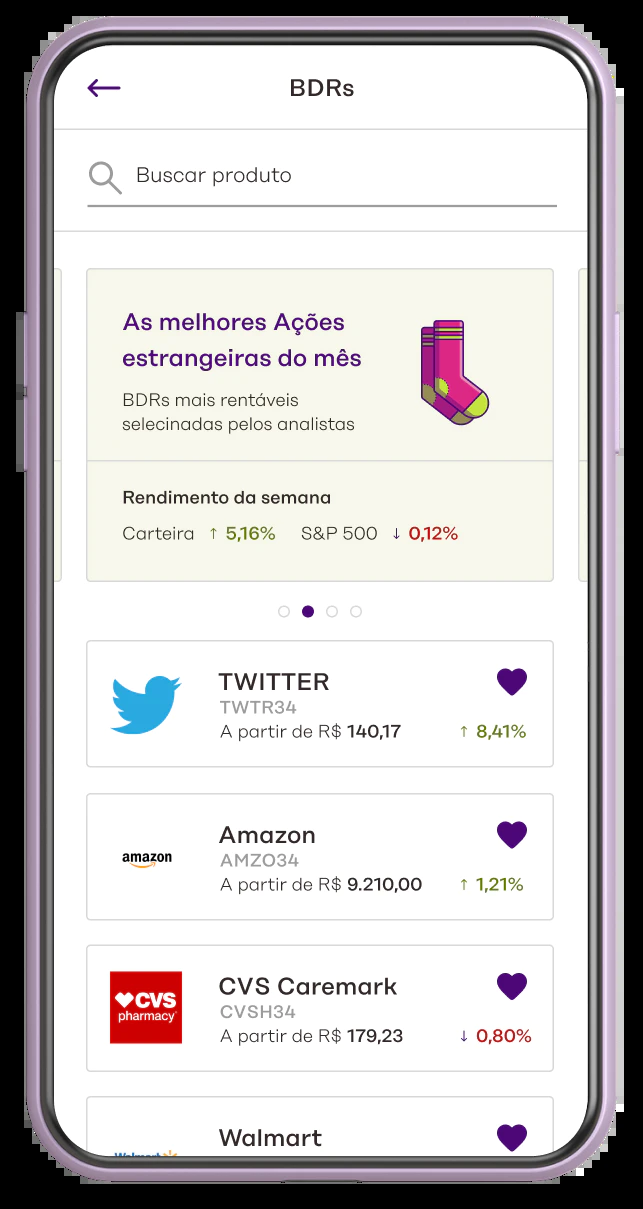 BDRs
Buscar produto
As melhores Ações
estrangeiras do mês
BDRs mais rentáveis
selecinadas pelos analistas
Rendimento da semana
Carteira ↑ 5,16% S&P 500 ↓ 0,12%
TWITTER
TWTR34
A partir de R$ 140,17 ↑ 8,41%
amazon
Amazon
AMZO34
A partir de R$ 9.210,00 ↑ 1,21%
CVS
pharmacy
CVS Caremark
CVSH34
A partir de R$ 179,23 ↓ 0,80%
Walmart
Walmart